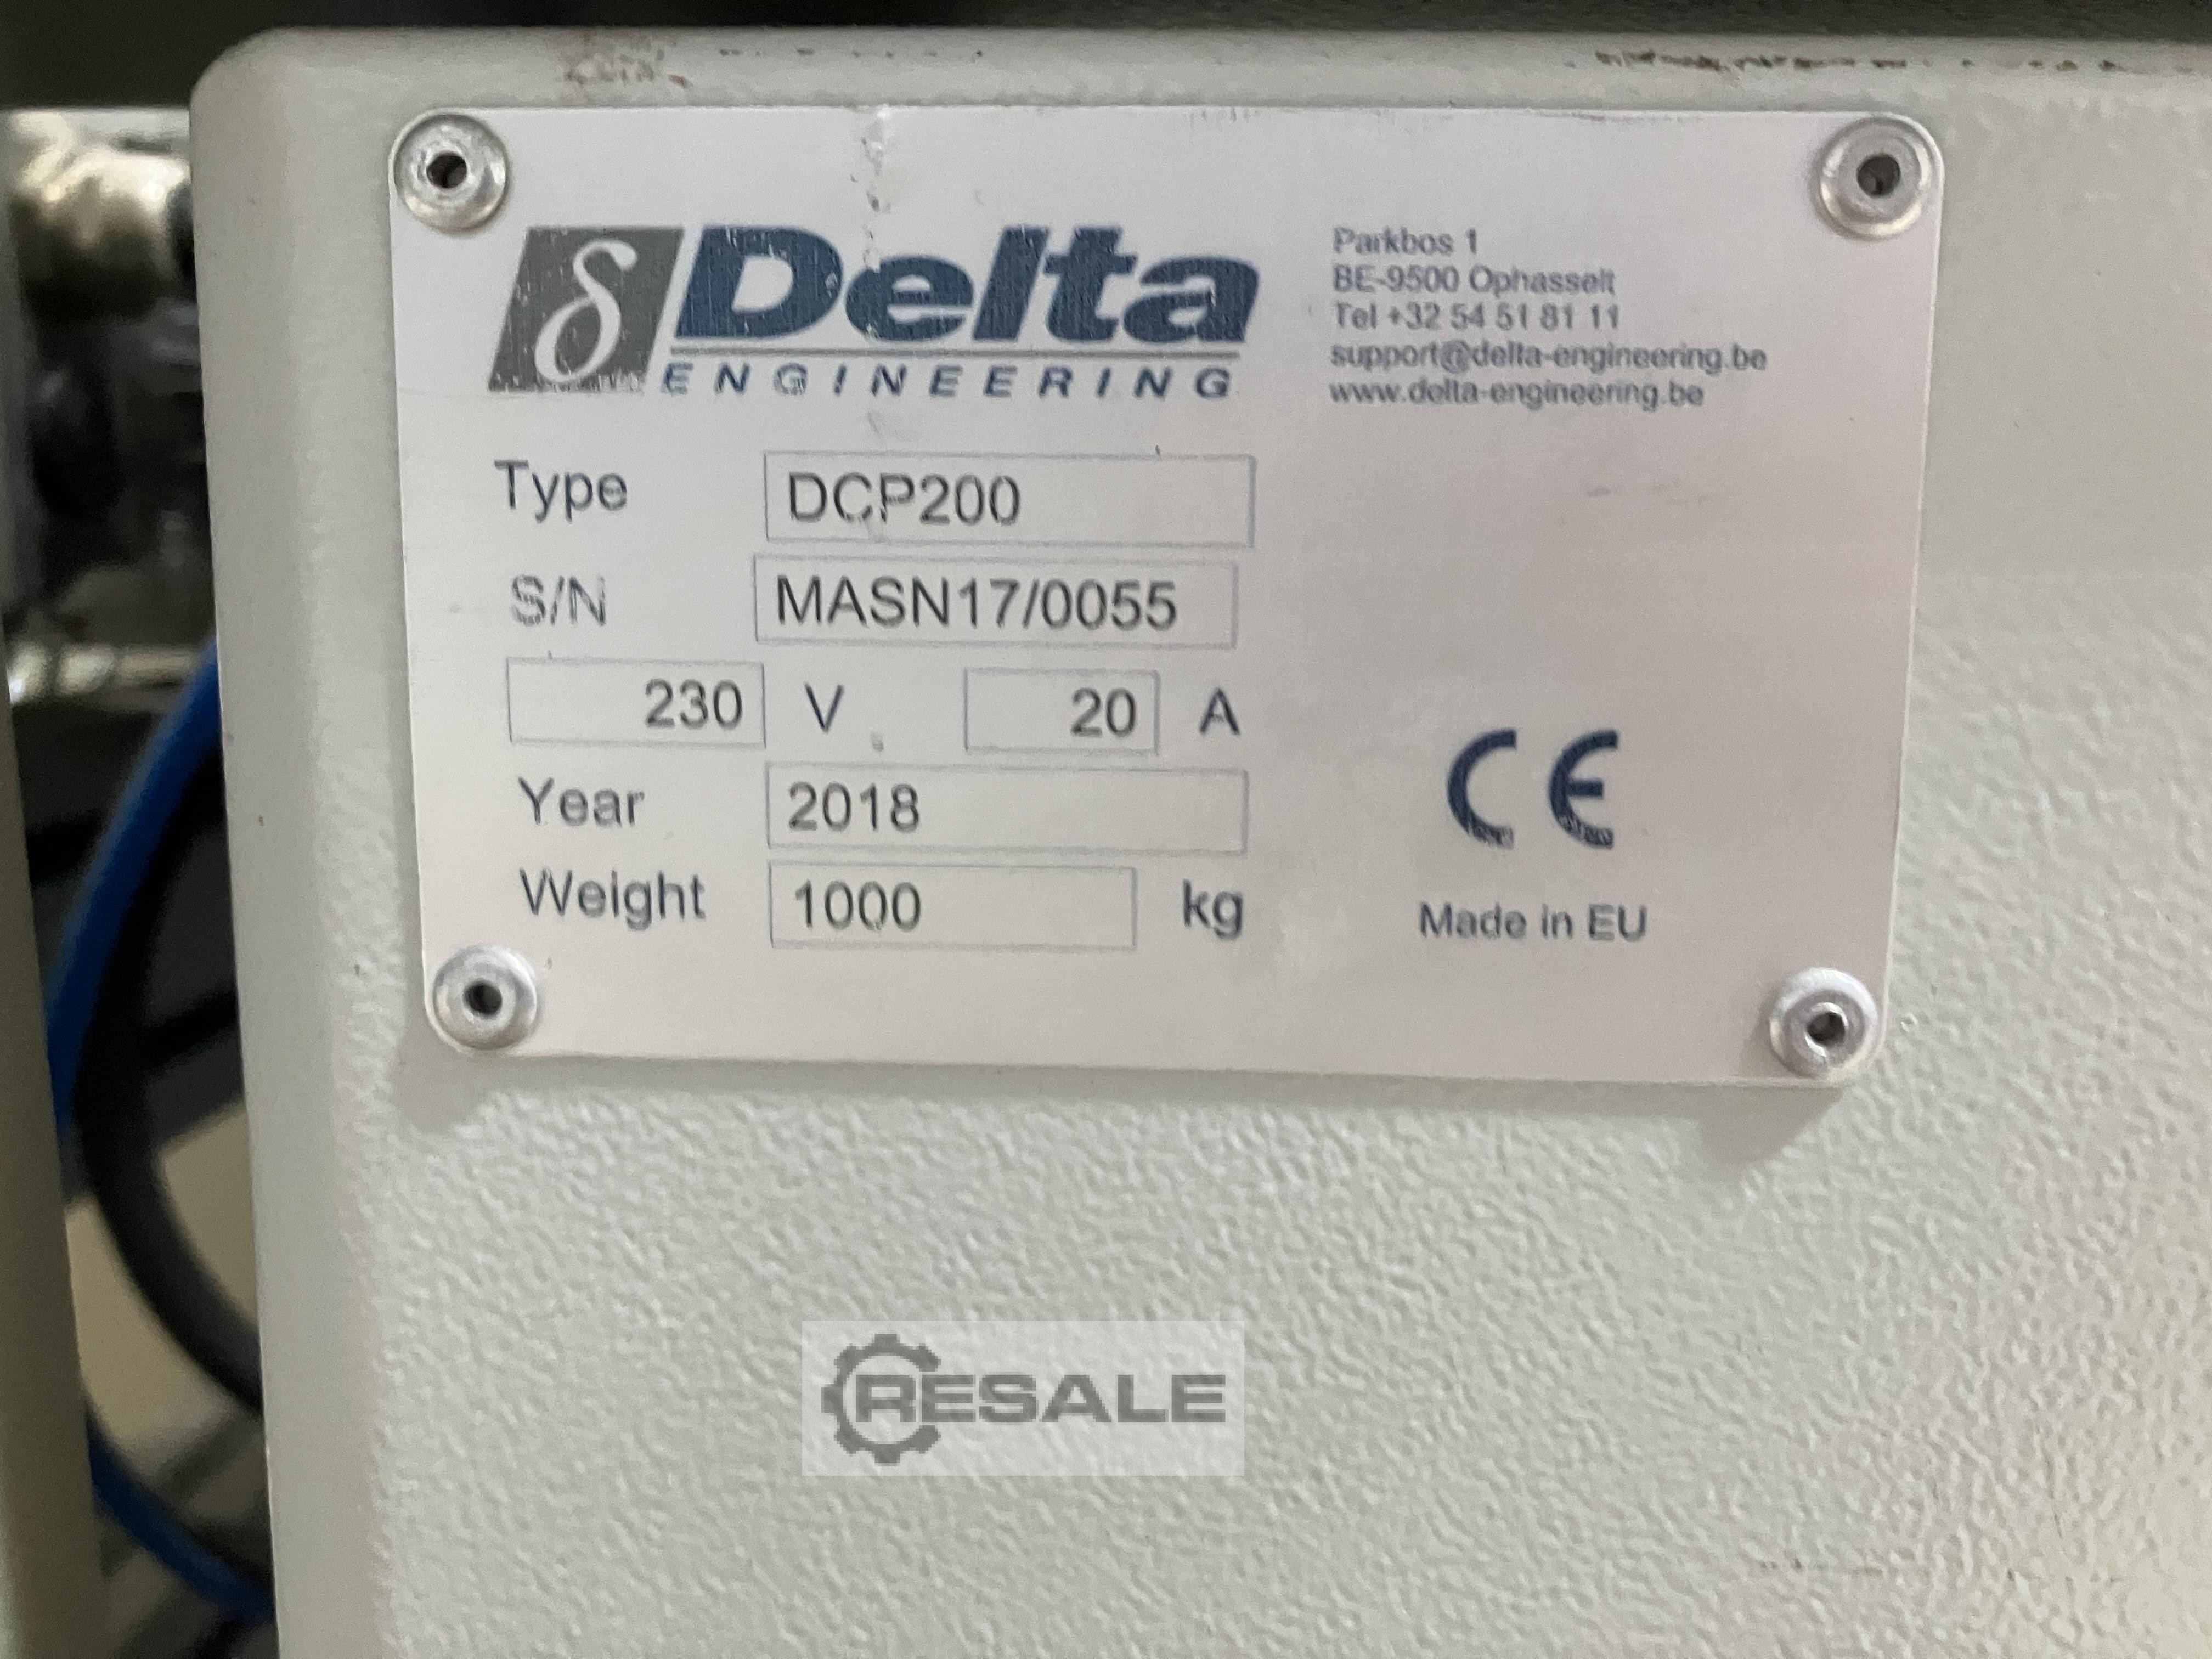 δ Delta
ENGINEERING
Parkbos 1
BE-9500 Ophasselt
Tel +32 54 51 81 11
support@delta-engineering.be
www.delta-engineering.be
Type DCP200
S/N MASN17/0055
230 V 20 A
Year 2018
Weight 1000 kg
CE
Made in EU
RESALE